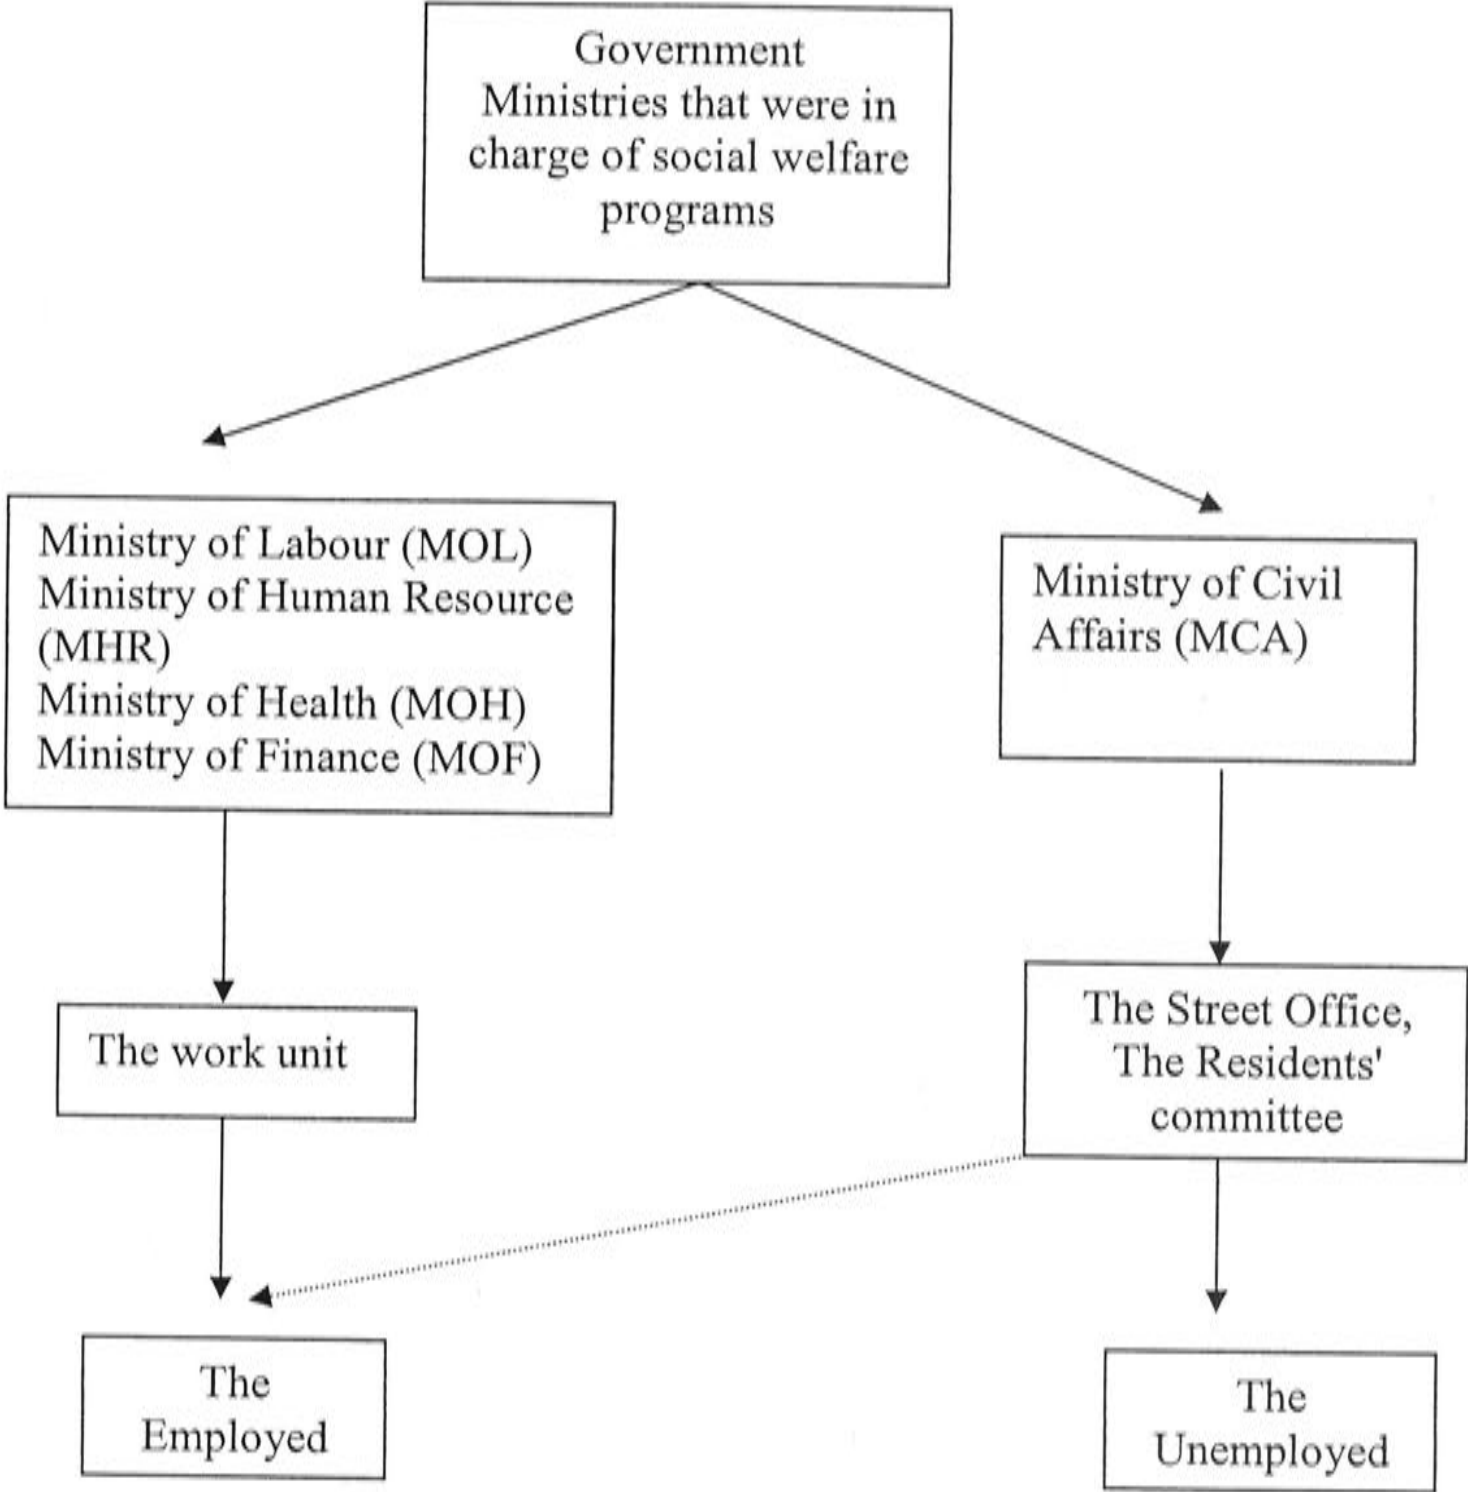 Government
Ministries that were in
charge of social welfare
programs
Ministry of Labour (MOL)
Ministry of Human Resource
(MHR)
Ministry of Health (MOH)
Ministry of Finance (MOF)
Ministry of Civil
Affairs (MCA)
The work unit
The Street Office,
The Residents'
committee
The
Employed
The
Unemployed